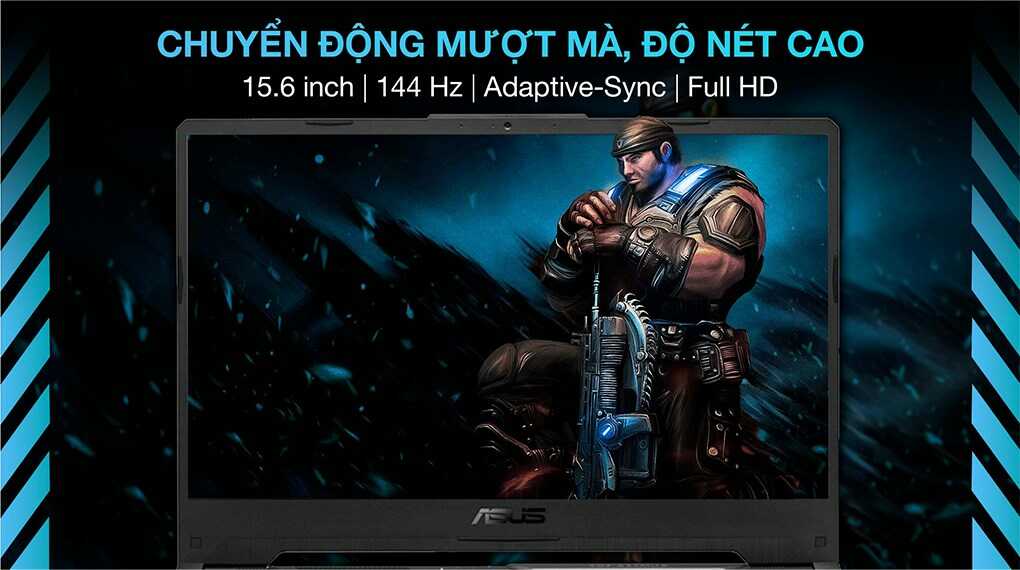 CHUYỂN ĐỘNG MƯỢT MÀ, ĐỘ NÉT CAO
15.6 inch | 144 Hz | Adaptive-Sync | Full HD
ASUS